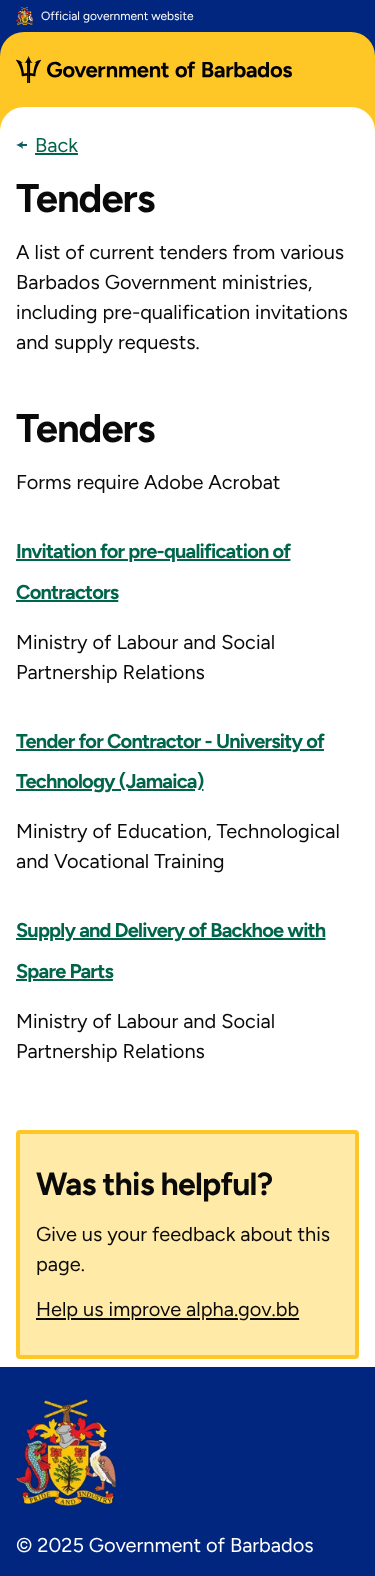 Official government website
Government of Barbados
Back
Tenders
A list of current tenders from various
Barbados Government ministries,
including pre-qualification invitations
and supply requests.
Tenders
Forms require Adobe Acrobat
Invitation for pre-qualification of
Contractors
Ministry of Labour and Social
Partnership Relations
Tender for Contractor - University of
Technology (Jamaica)
Ministry of Education, Technological
and Vocational Training
Supply and Delivery of Backhoe with
Spare Parts
Ministry of Labour and Social
Partnership Relations
Was this helpful?
Give us your feedback about this
page.
Help us improve alpha.gov.bb
PRIDE AND INDUSTRY
© 2025 Government of Barbados